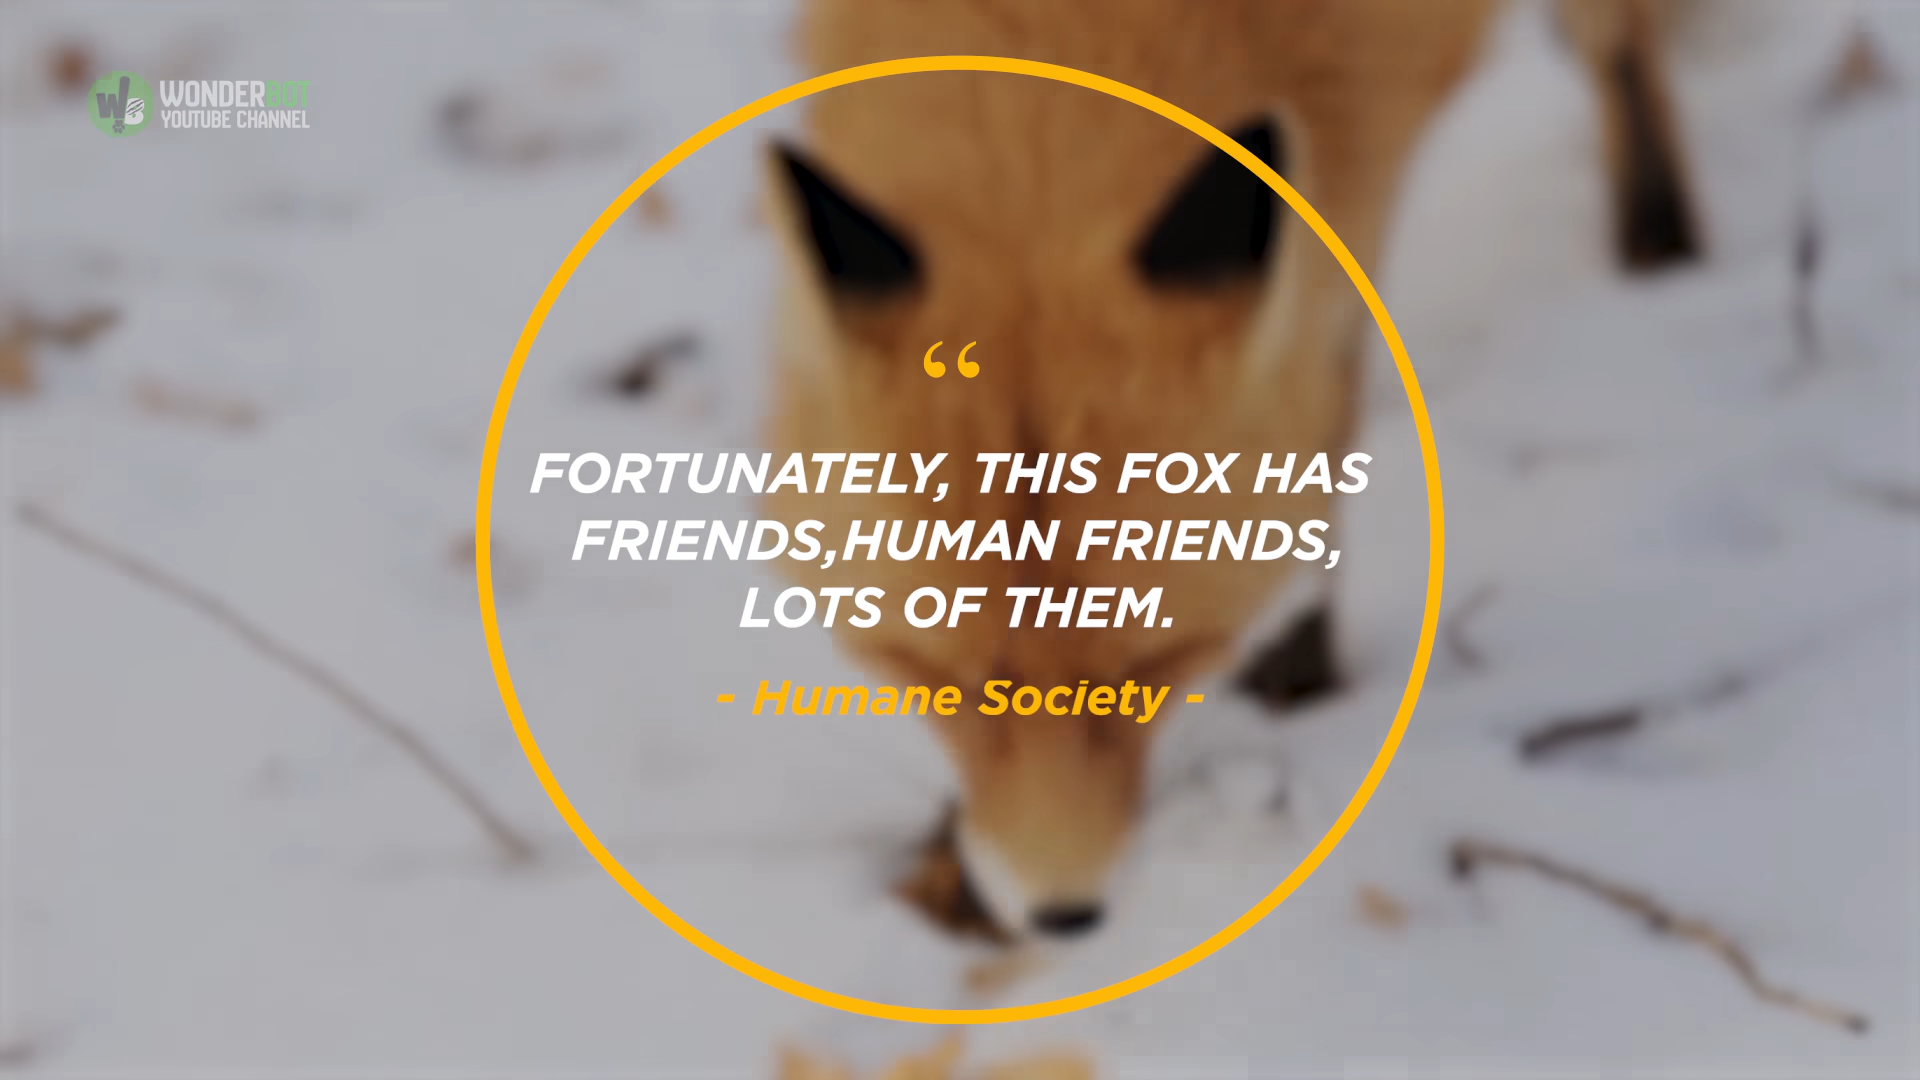 WONDERBOT
YOUTUBE CHANNEL
“
FORTUNATELY, THIS FOX HAS
FRIENDS,HUMAN FRIENDS,
LOTS OF THEM.
- Humane Society -